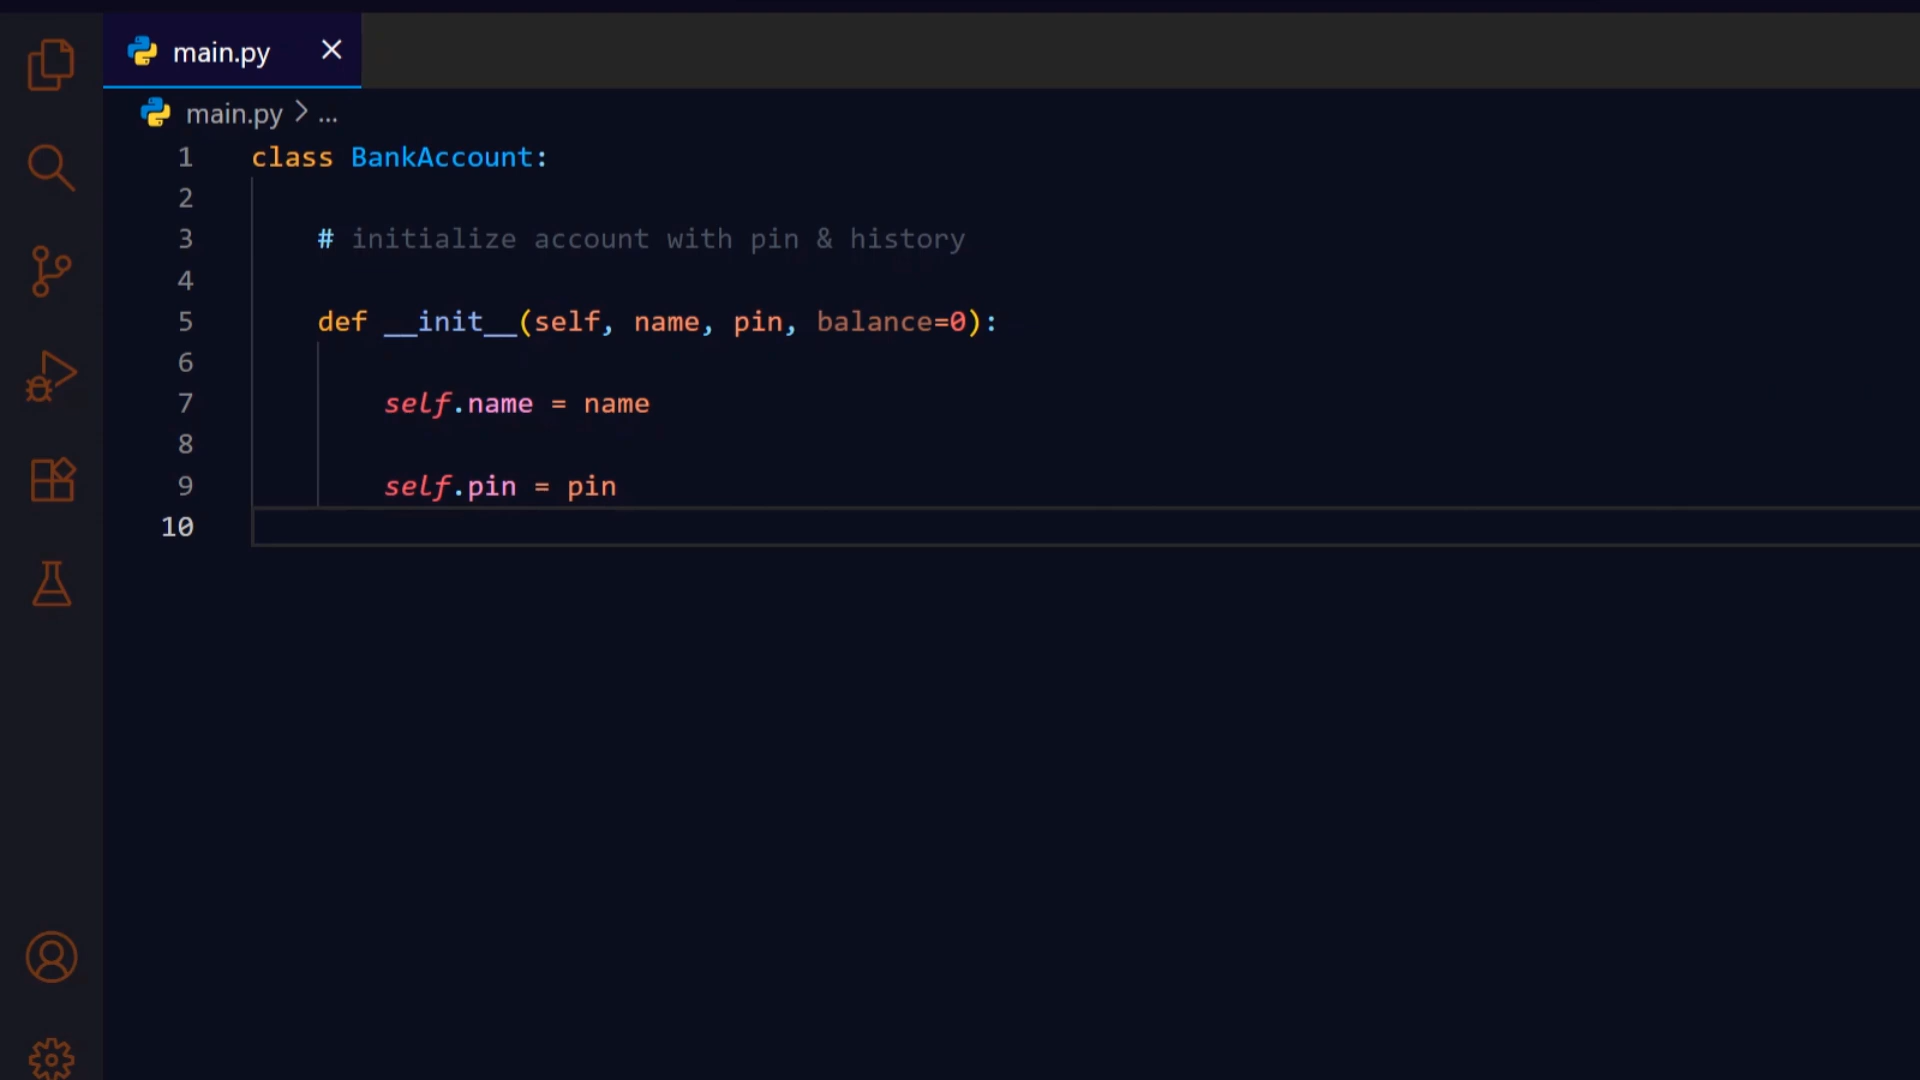 main.py
main.py > ...
1 class BankAccount:
2
3 # initialize account with pin & history
4
5 def __init__(self, name, pin, balance=0):
6
7 self.name = name
8
9 self.pin = pin
10